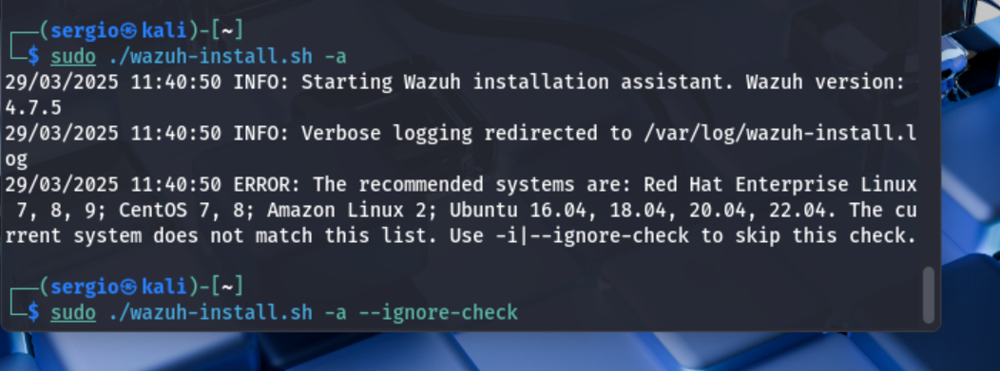 ┌──(sergio㉿kali)-[~]
└─$ sudo ./wazuh-install.sh -a
29/03/2025 11:40:50 INFO: Starting Wazuh installation assistant. Wazuh version:
4.7.5
29/03/2025 11:40:50 INFO: Verbose logging redirected to /var/log/wazuh-install.l
og
29/03/2025 11:40:50 ERROR: The recommended systems are: Red Hat Enterprise Linux
 7, 8, 9; CentOS 7, 8; Amazon Linux 2; Ubuntu 16.04, 18.04, 20.04, 22.04. The cu
rrent system does not match this list. Use -i|--ignore-check to skip this check.
┌──(sergio㉿kali)-[~]
└─$ sudo ./wazuh-install.sh -a --ignore-check